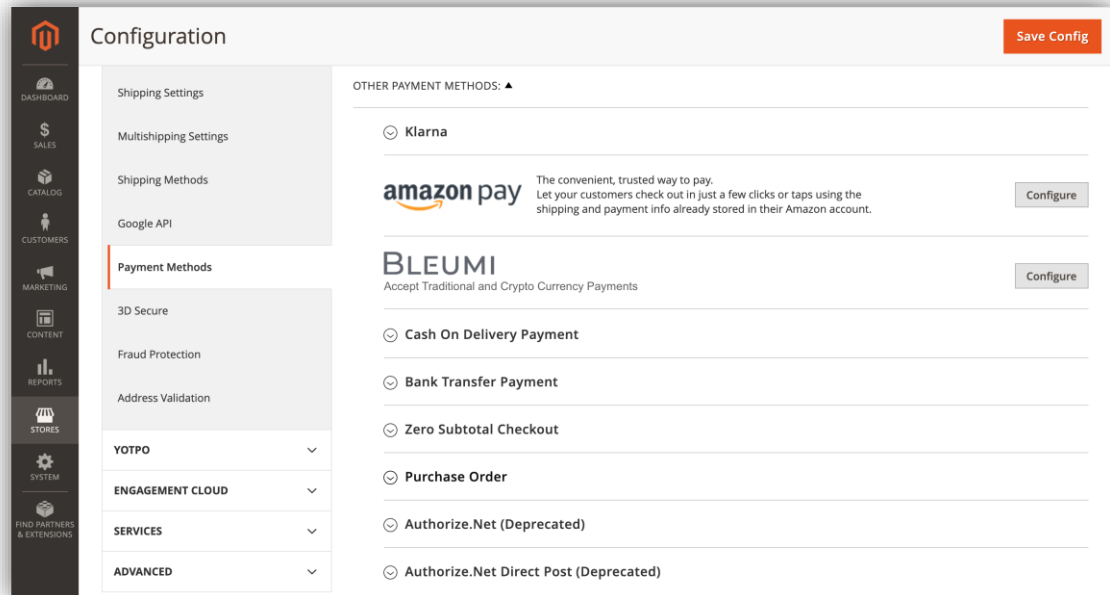 Configuration
Save Config
DASHBOARD
SALES
CATALOG
CUSTOMERS
MARKETING
CONTENT
REPORTS
STORES
SYSTEM
FIND PARTNERS
& EXTENSIONS
Shipping Settings
Multishipping Settings
Shipping Methods
Google API
Payment Methods
3D Secure
Fraud Protection
Address Validation
YOTPO
ENGAGEMENT CLOUD
SERVICES
ADVANCED
OTHER PAYMENT METHODS:
Klarna
amazon pay
The convenient, trusted way to pay.
Let your customers check out in just a few clicks or taps using the
shipping and payment info already stored in their Amazon account.
Configure
BLEUMI
Accept Traditional and Crypto Currency Payments
Configure
Cash On Delivery Payment
Bank Transfer Payment
Zero Subtotal Checkout
Purchase Order
Authorize.Net (Deprecated)
Authorize.Net Direct Post (Deprecated)